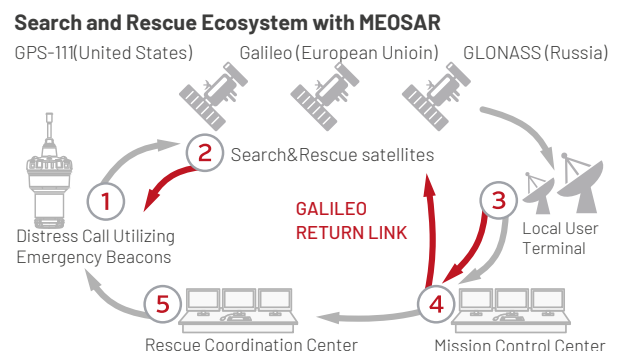 Search and Rescue Ecosystem with MEOSAR
GPS-111(United States) Galileo (European Unioin) GLONASS (Russia)
2 Search&Rescue satellites
1
3
GALILEO
RETURN LINK
Distress Call Utilizing
Emergency Beacons
Local User
Terminal
5
4
Rescue Coordination Center
Mission Control Center